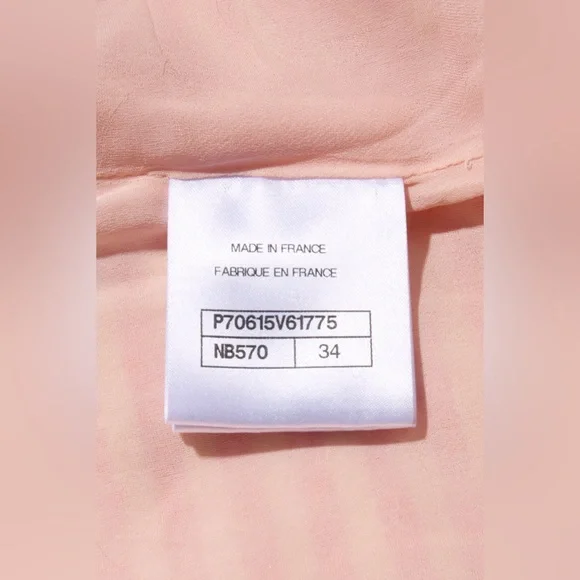 MADE IN FRANCE
FABRIQUE EN FRANCE
P70615V61775
NB570 34